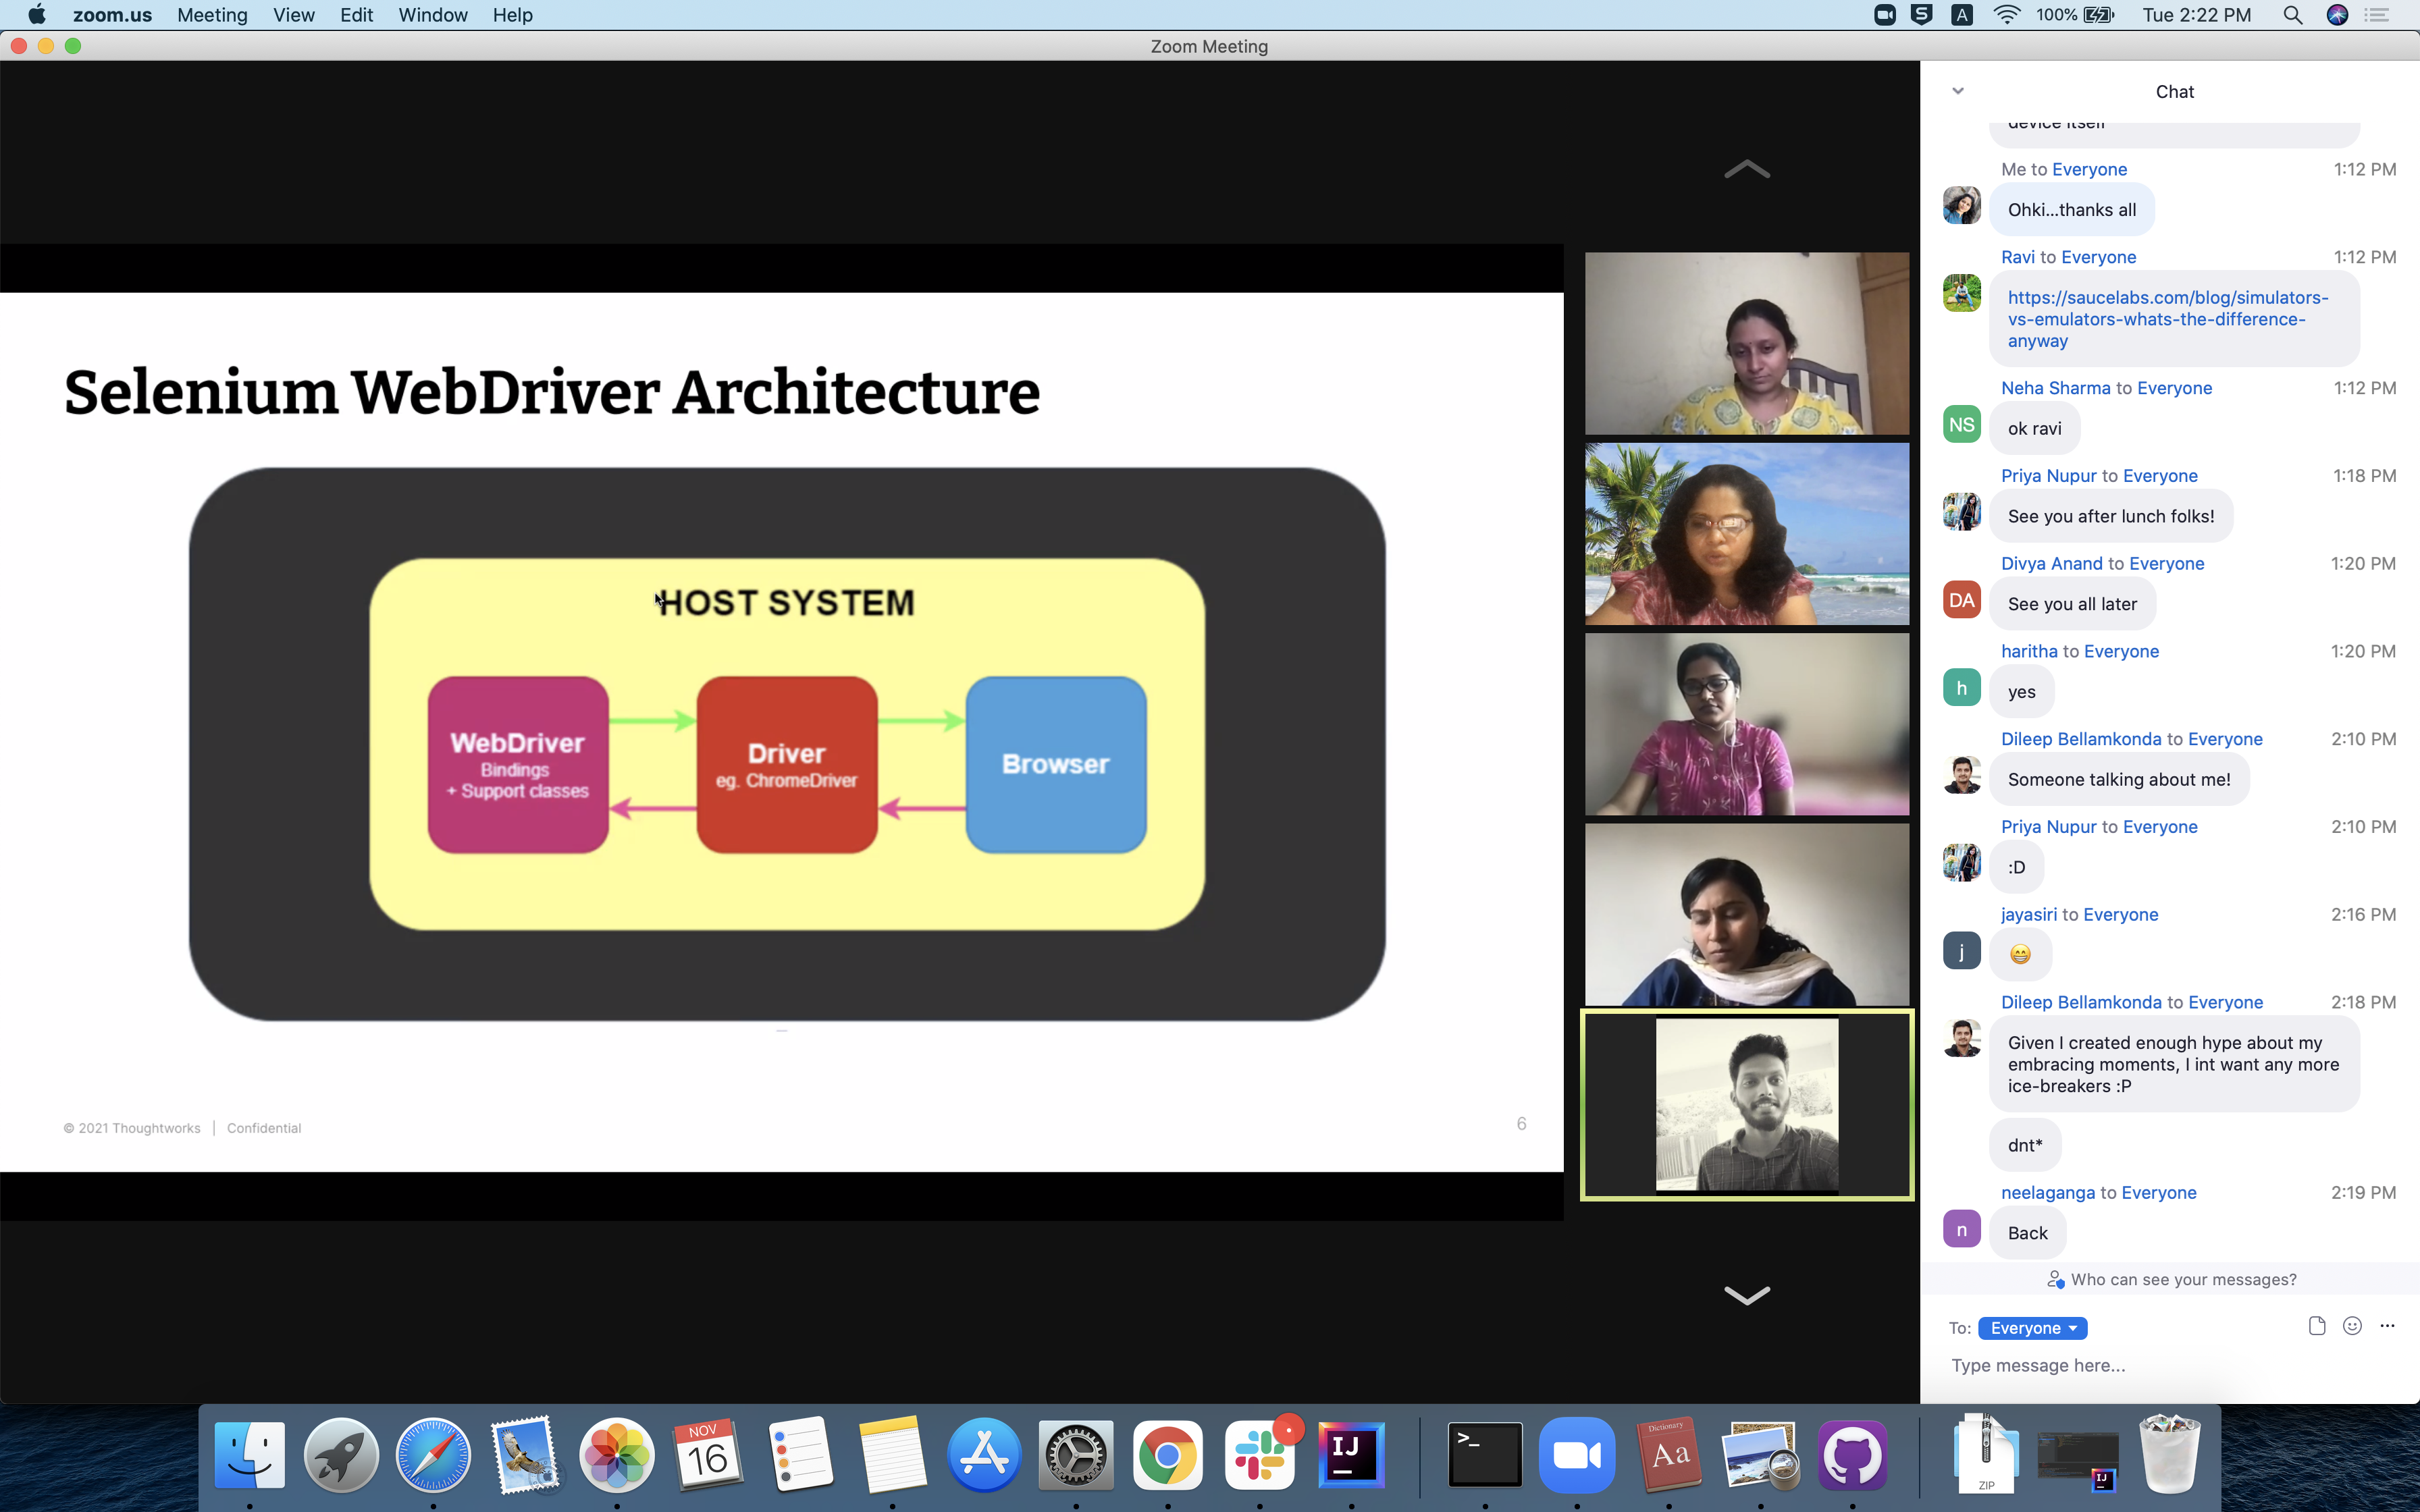 zoom.us Meeting View Edit Window Help
S A 100% Tue 2:22 PM
Zoom Meeting
Selenium WebDriver Architecture
HOST SYSTEM
WebDriver
Bindings
+ Support classes
Driver
eg. ChromeDriver
Browser
© 2021 Thoughtworks | Confidential
6
Chat
device itself
Me to Everyone 1:12 PM
Ohki...thanks all
Ravi to Everyone 1:12 PM
https://saucelabs.com/blog/simulators-
vs-emulators-whats-the-difference-
anyway
Neha Sharma to Everyone 1:12 PM
NS
ok ravi
Priya Nupur to Everyone 1:18 PM
See you after lunch folks!
Divya Anand to Everyone 1:20 PM
DA
See you all later
haritha to Everyone 1:20 PM
h
yes
Dileep Bellamkonda to Everyone 2:10 PM
Someone talking about me!
Priya Nupur to Everyone 2:10 PM
:D
jayasiri to Everyone 2:16 PM
j
😁
Dileep Bellamkonda to Everyone 2:18 PM
Given I created enough hype about my
embracing moments, I int want any more
ice-breakers :P
dnt*
neelaganga to Everyone 2:19 PM
n
Back
Who can see your messages?
To: Everyone
Type message here...
NOV
16
IJ
>_
Dictionary
Aa
ZIP
IJ